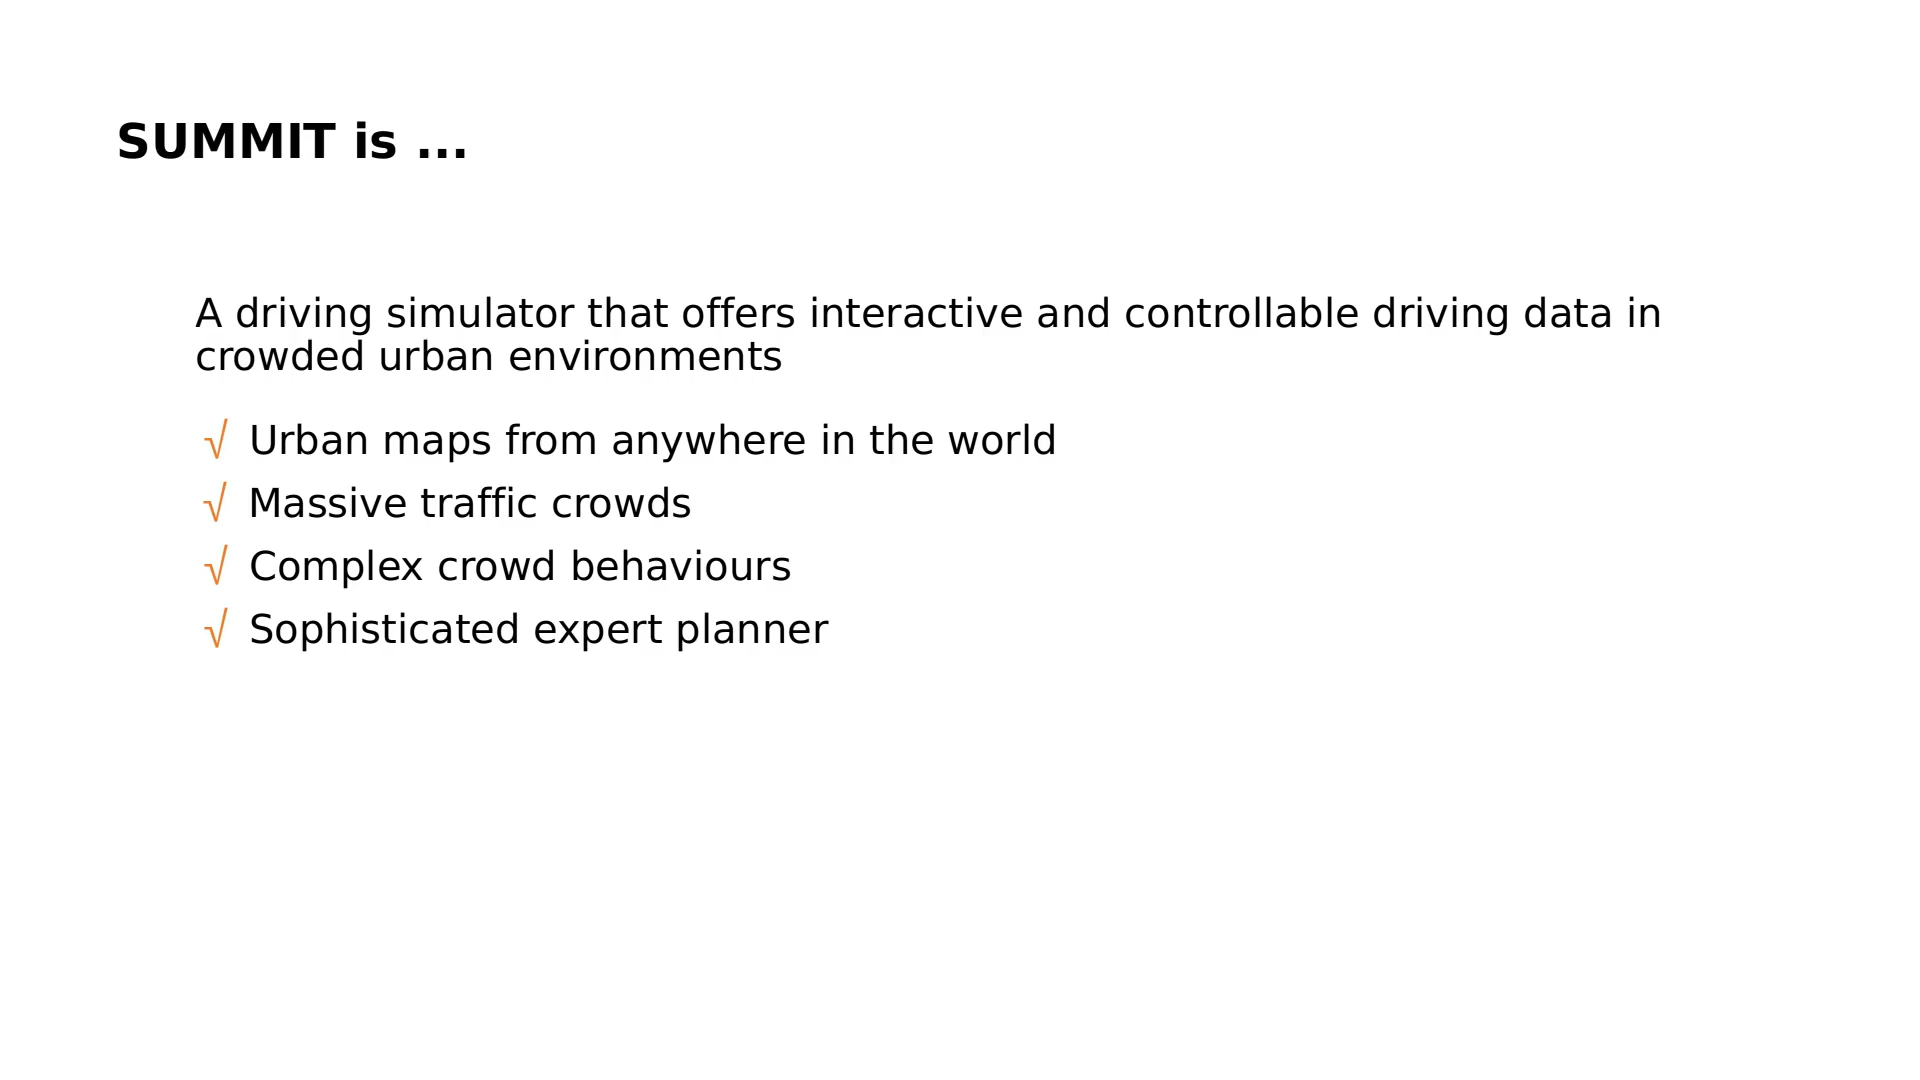 SUMMIT is ...
A driving simulator that offers interactive and controllable driving data in
crowded urban environments
√ Urban maps from anywhere in the world
√ Massive traffic crowds
√ Complex crowd behaviours
√ Sophisticated expert planner